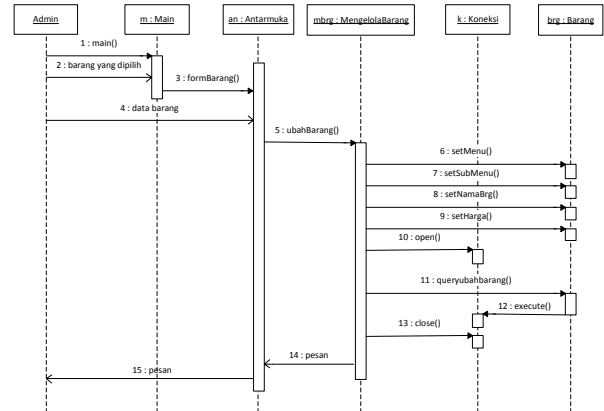 Admin
m : Main
an : Antarmuka
mbrg : MengelolaBarang
k : Koneksi
brg : Barang
1 : main()
2 : barang yang dipilih
3 : formBarang()
4 : data barang
5 : ubahBarang()
6 : setMenu()
7 : setSubMenu()
8 : setNamaBrg()
9 : setHarga()
10 : open()
11 : queryubahbarang()
12 : execute()
13 : close()
14 : pesan
15 : pesan